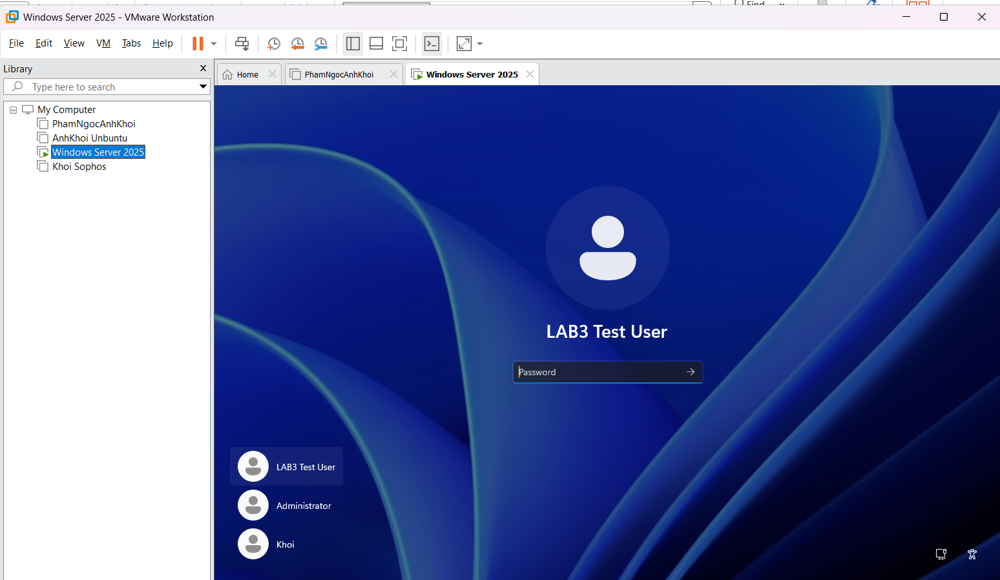 Find
Windows Server 2025 - VMware Workstation
File Edit View VM Tabs Help
Library
Type here to search
My Computer
PhamNgocAnhKhoi
AnhKhoi Unbuntu
Windows Server 2025
Khoi Sophos
Home
PhamNgocAnhKhoi
Windows Server 2025
LAB3 Test User
Password
LAB3 Test User
Administrator
Khoi